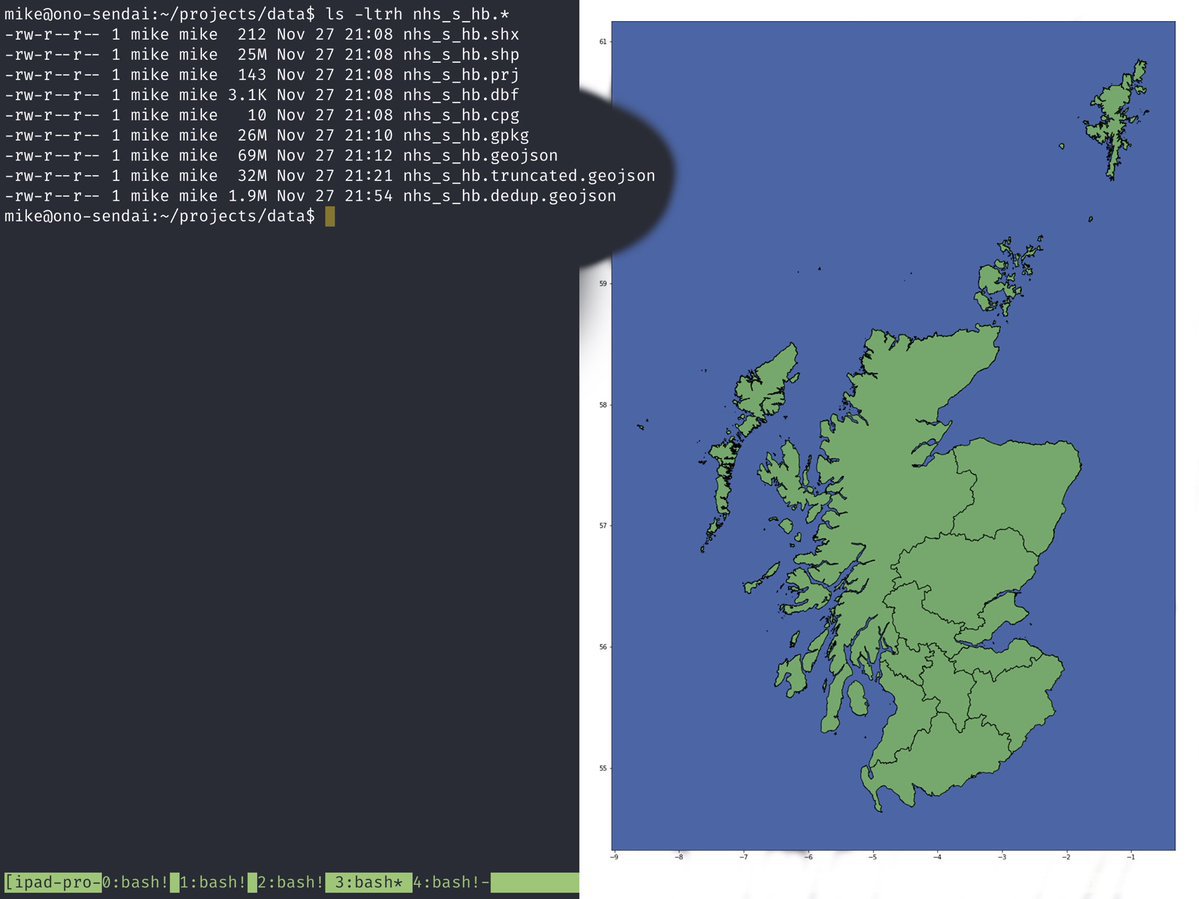 mike@ono-sendai:~/projects/data$ ls -ltrh nhs_s_hb.*
-rw-r--r-- 1 mike mike  212 Nov 27 21:08 nhs_s_hb.shx
-rw-r--r-- 1 mike mike  25M Nov 27 21:08 nhs_s_hb.shp
-rw-r--r-- 1 mike mike  143 Nov 27 21:08 nhs_s_hb.prj
-rw-r--r-- 1 mike mike 3.1K Nov 27 21:08 nhs_s_hb.dbf
-rw-r--r-- 1 mike mike   10 Nov 27 21:08 nhs_s_hb.cpg
-rw-r--r-- 1 mike mike  26M Nov 27 21:10 nhs_s_hb.gpkg
-rw-r--r-- 1 mike mike  69M Nov 27 21:12 nhs_s_hb.geojson
-rw-r--r-- 1 mike mike  32M Nov 27 21:21 nhs_s_hb.truncated.geojson
-rw-r--r-- 1 mike mike 1.9M Nov 27 21:54 nhs_s_hb.dedup.geojson
mike@ono-sendai:~/projects/data$
[ipad-pro-0:bash! 1:bash! 2:bash! 3:bash* 4:bash!-
61
59
58
57
56
55
-9 -8 -7 -6 -5 -4 -3 -2 -1